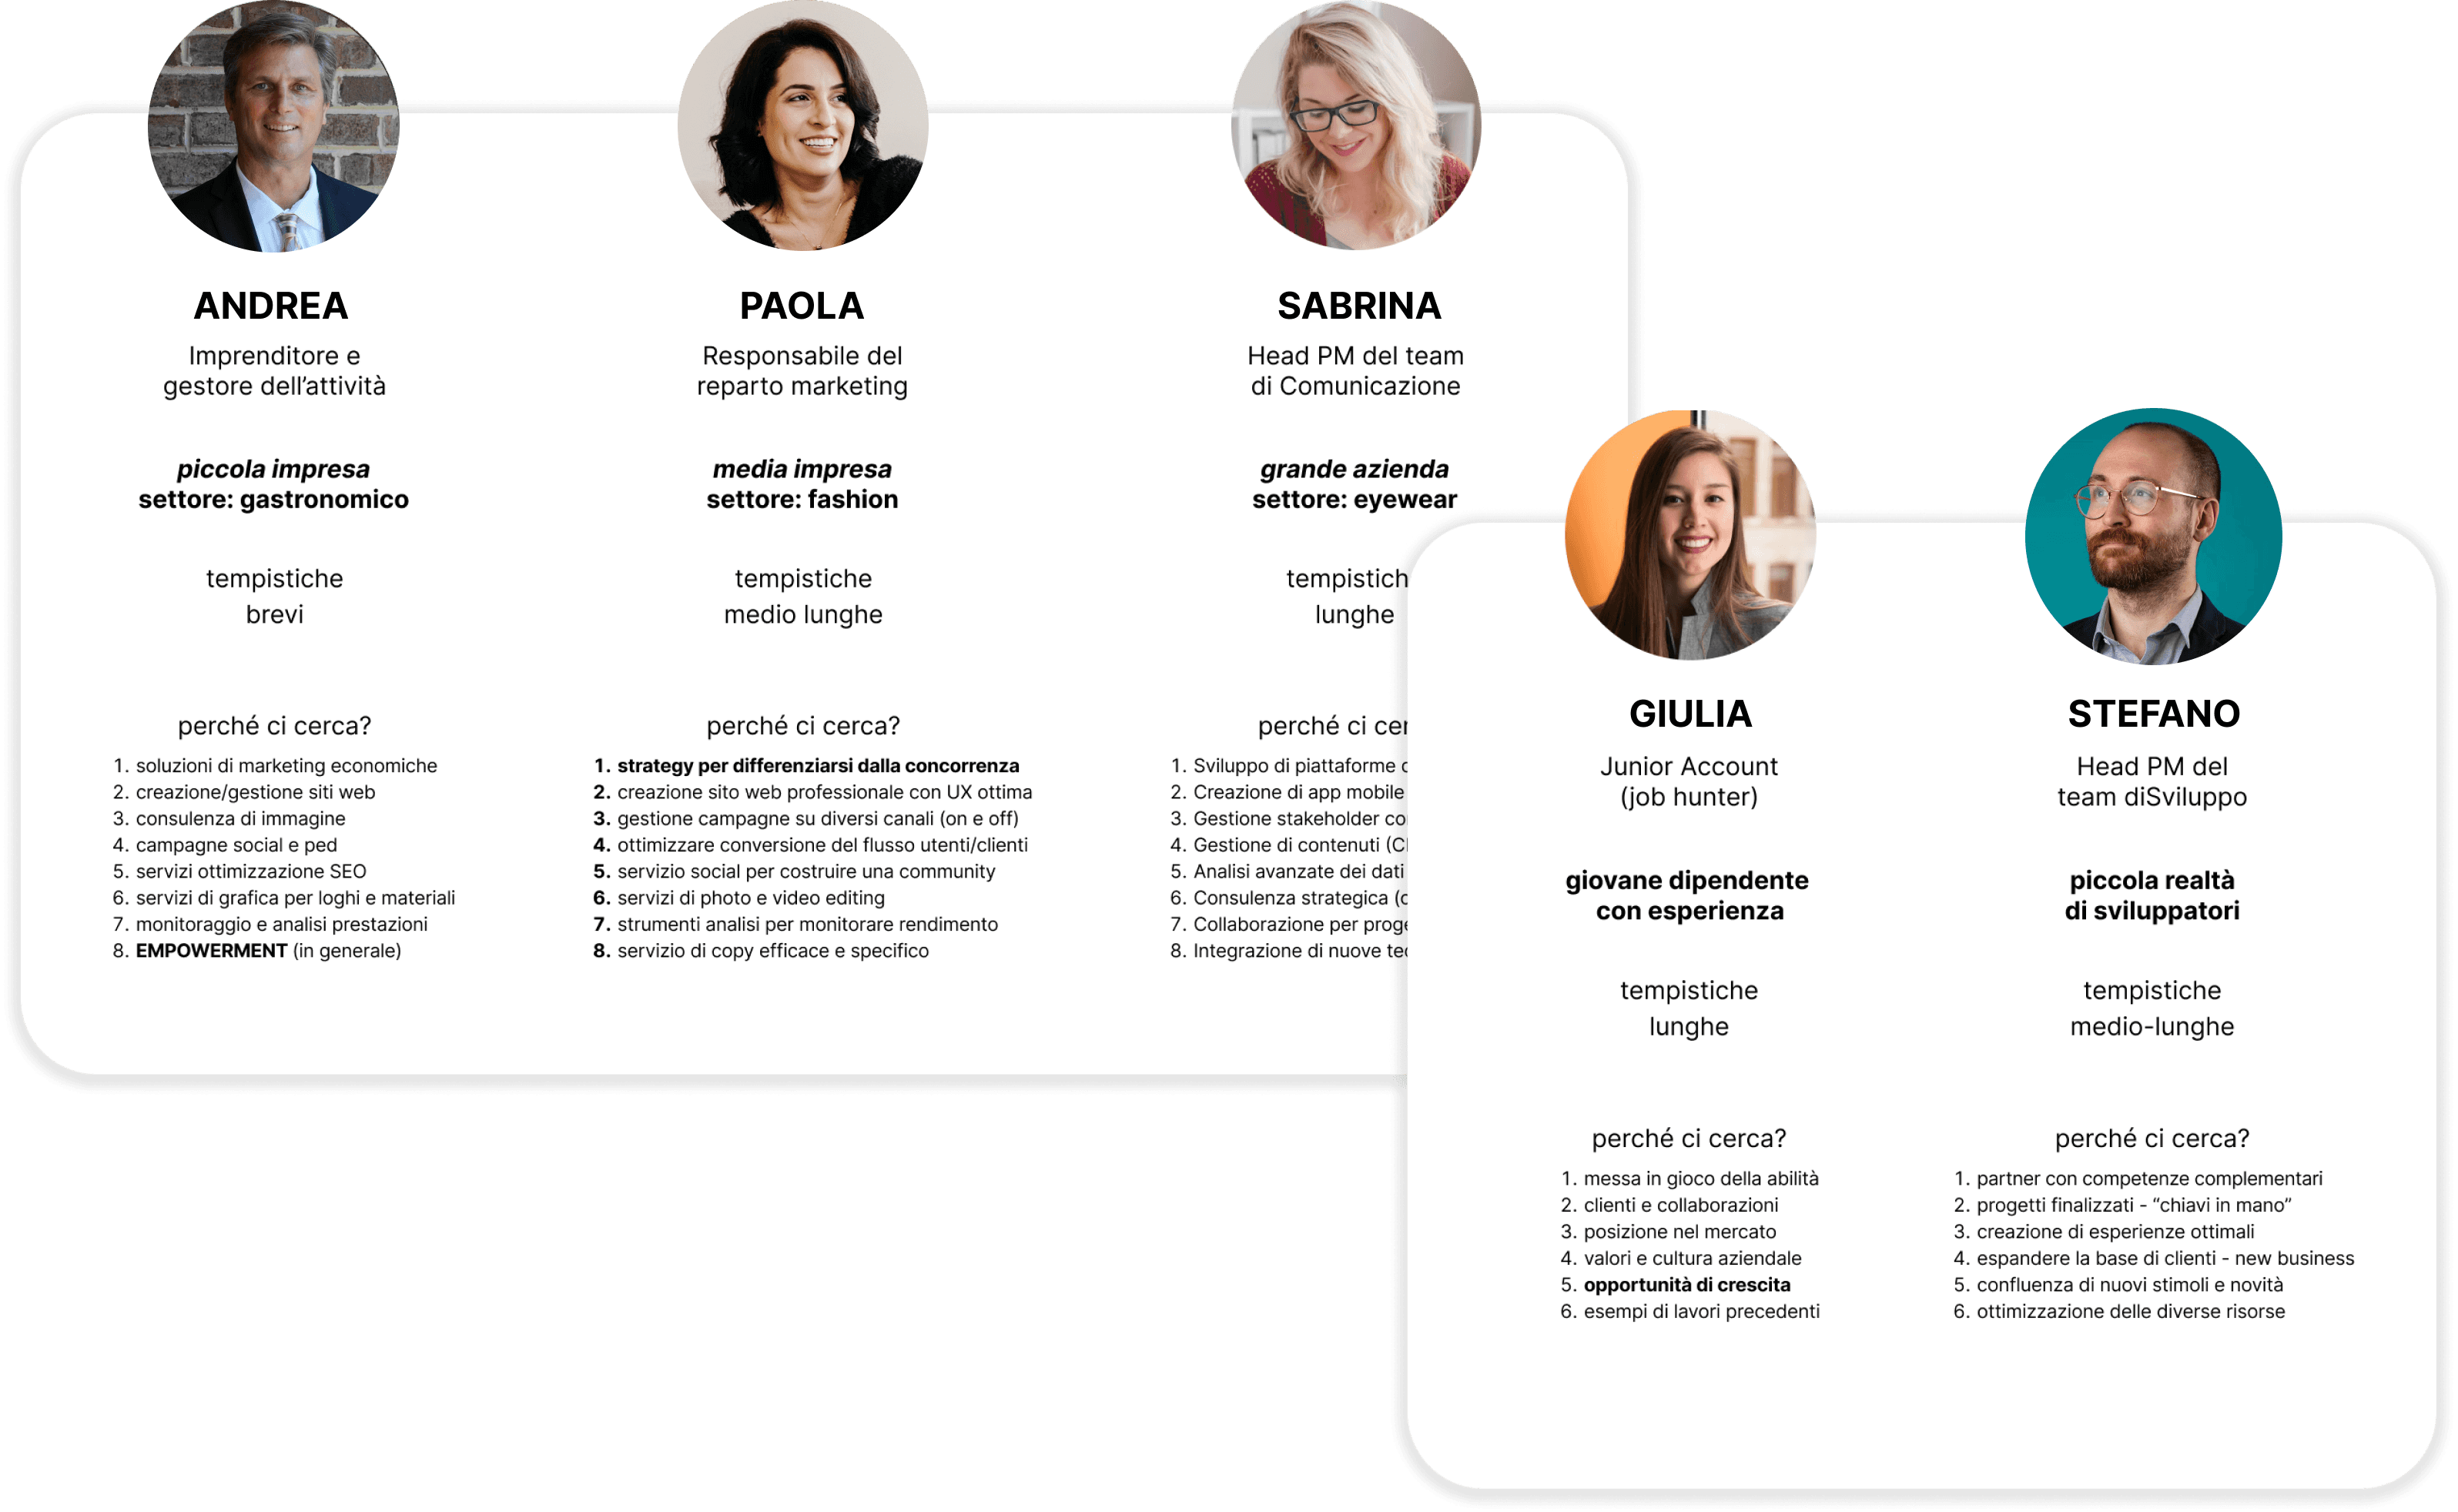 ANDREA
Imprenditore e
gestore dell’attività
piccola impresa
settore: gastronomico
tempistiche
brevi
perché ci cerca?
1. soluzioni di marketing economiche
2. creazione/gestione siti web
3. consulenza di immagine
4. campagne social e ped
5. servizi ottimizzazione SEO
6. servizi di grafica per loghi e materiali
7. monitoraggio e analisi prestazioni
8. EMPOWERMENT (in generale)
PAOLA
Responsabile del
reparto marketing
media impresa
settore: fashion
tempistiche
medio lunghe
perché ci cerca?
1. strategy per differenziarsi dalla concorrenza
2. creazione sito web professionale con UX ottima
3. gestione campagne su diversi canali (on e off)
4. ottimizzare conversione del flusso utenti/clienti
5. servizio social per costruire una community
6. servizi di photo e video editing
7. strumenti analisi per monitorare rendimento
8. servizio di copy efficace e specifico
SABRINA
Head PM del team
di Comunicazione
grande azienda
settore: eyewear
lunghe
perché ci
1. Sviluppo di piattaforme
2. Creazione di app mobile
3. Gestione stakeholder
4. Gestione di contenuti
5. Analisi avanzate dei dati
6. Consulenza strategica
7. Collaborazione per
8. Integrazione di nuove
GIULIA
Junior Account
(job hunter)
giovane dipendente
con esperienza
tempistiche
lunghe
perché ci cerca?
1. messa in gioco della abilità
2. clienti e collaborazioni
3. posizione nel mercato
4. valori e cultura aziendale
5. opportunità di crescita
6. esempi di lavori precedenti
STEFANO
Head PM del
team diSviluppo
piccola realtà
di sviluppatori
tempistiche
medio-lunghe
perché ci cerca?
1. partner con competenze complementari
2. progetti finalizzati - “chiavi in mano”
3. creazione di esperienze ottimali
4. espandere la base di clienti - new business
5. confluenza di nuovi stimoli e novità
6. ottimizzazione delle diverse risorse